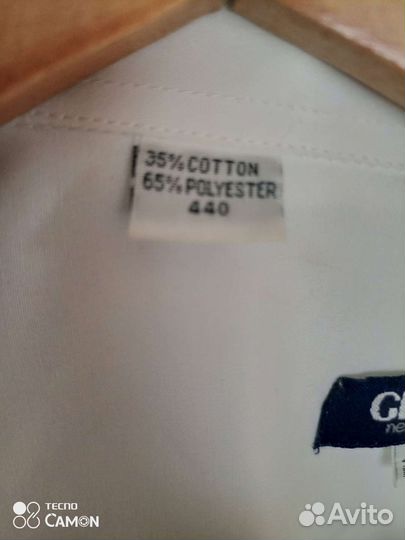 35% COTTON
65% POLYESTER
440
TECNO
CAMON
Avito